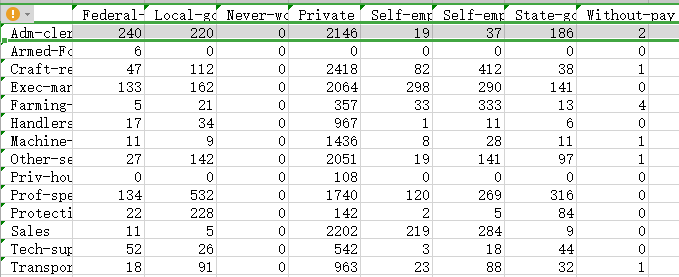 Federal- Local-go Never-wo Private Self-emp Self-emp State-go Without-pay
Adm-cler 240 220 0 2146 19 37 186 2
Armed-Fo 6 0 0 0 0 0 0 0
Craft-re 47 112 0 2418 82 412 38 1
Exec-man 133 162 0 2064 298 290 141 0
Farming- 5 21 0 357 33 333 13 4
Handlers 17 34 0 967 1 11 6 0
Machine- 11 9 0 1436 8 28 11 1
Other-se 27 142 0 2051 19 141 97 1
Priv-hou 0 0 0 108 0 0 0 0
Prof-spe 134 532 0 1740 120 269 316 0
Protecti 22 228 0 142 2 5 84 0
Sales 11 5 0 2202 219 284 9 0
Tech-sup 52 26 0 542 3 18 44 0
Transpor 18 91 0 963 23 88 32 1